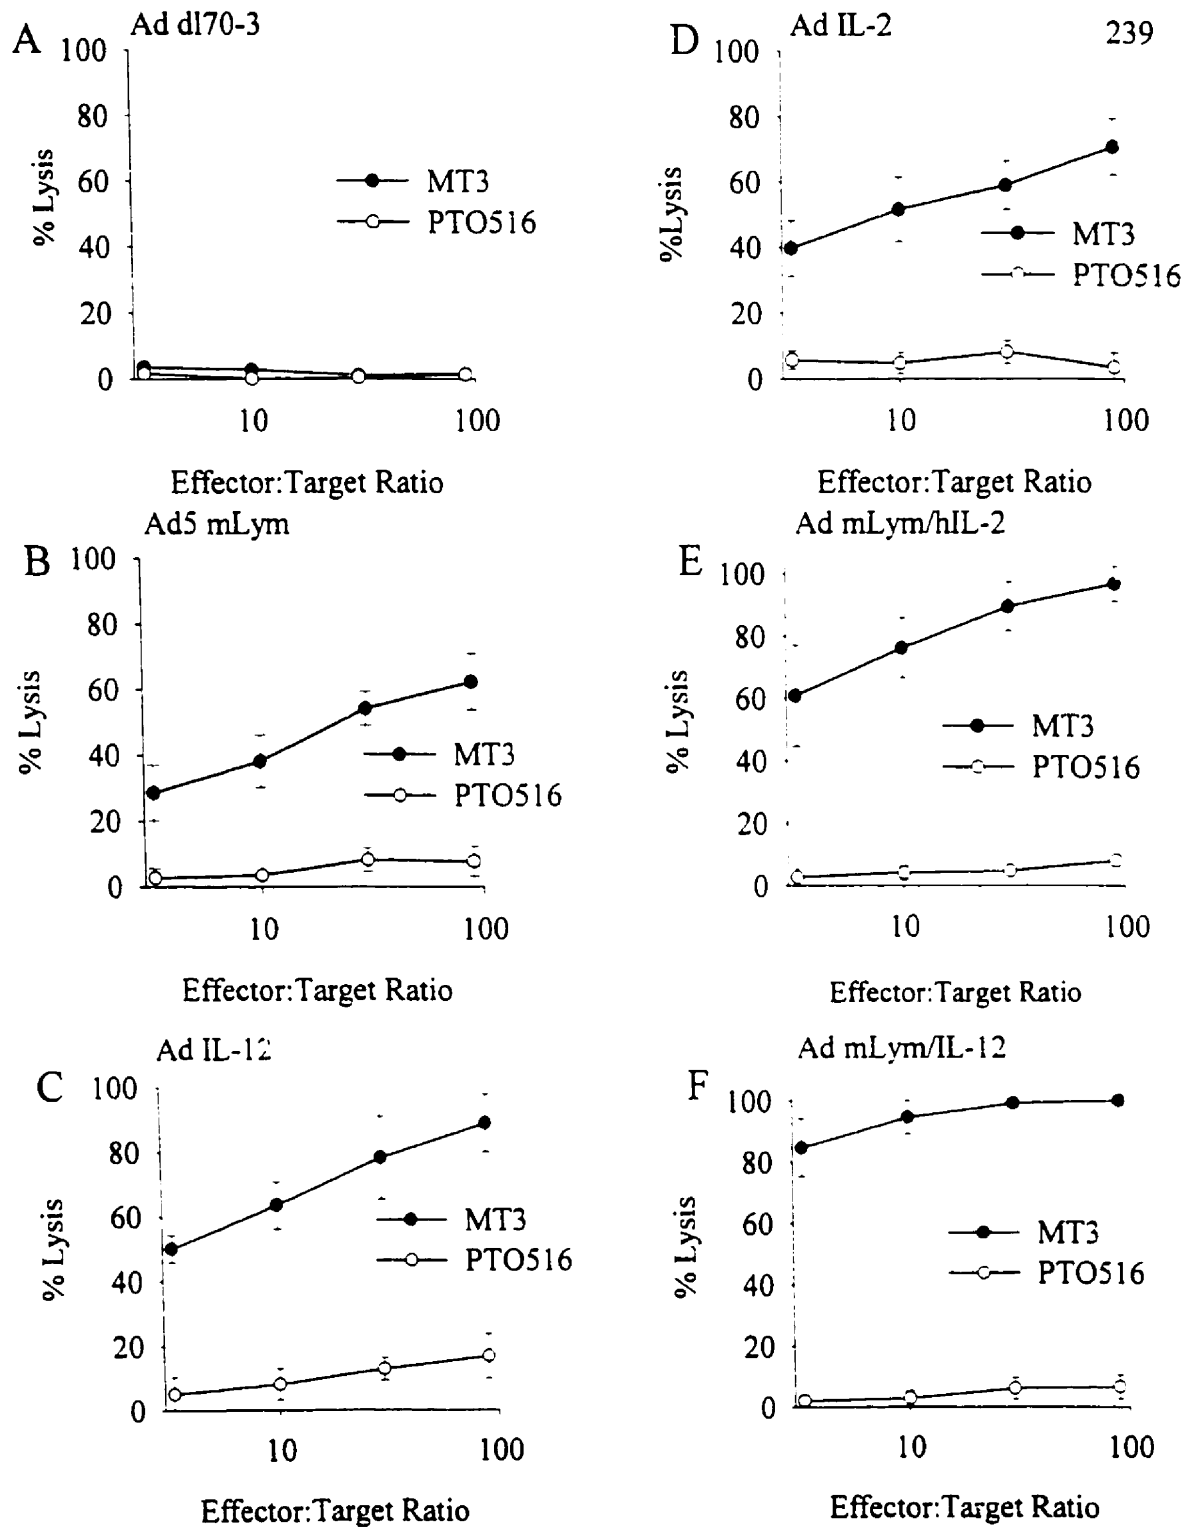 A
Ad dl70-3
100
80
60
40
20
0
% Lysis
MT3
PTO516
10
100
Effector:Target Ratio
D
Ad IL-2
239
100
80
60
40
20
0
%Lysis
MT3
PTO516
10
100
Effector:Target Ratio
B
Ad5 mLym
100
80
60
40
20
0
% Lysis
MT3
PTO516
10
100
Effector:Target Ratio
E
Ad mLym/hIL-2
100
80
60
40
20
0
% Lysis
MT3
PTO516
10
100
Effector:Target Ratio
C
Ad IL-12
100
80
60
40
20
0
% Lysis
MT3
PTO516
10
100
Effector:Target Ratio
F
Ad mLym/IL-12
100
80
60
40
20
0
% Lysis
MT3
PTO516
10
100
Effector:Target Ratio